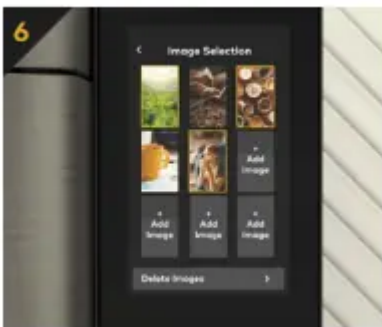 6
< Image Selection
+
Add
Image
+
Add
Image
+
Add
Image
+
Add
Image
Delete Images >